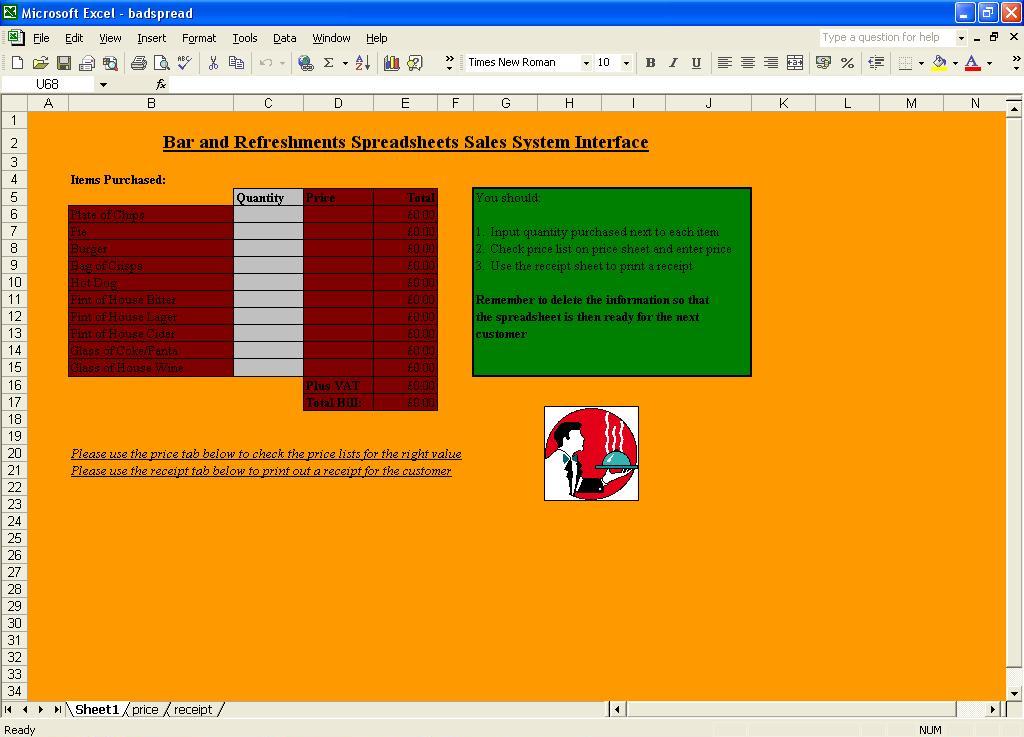 Microsoft Excel - badspread
File Edit View Insert Format Tools Data Window Help
Type a question for help
Times New Roman 10 B I U %
U68 fx
A B C D E F G H I J K L M N
1
2 Bar and Refreshments Spreadsheets Sales System Interface
3
4 Items Purchased:
5 Quantity Price Total You should:
6 Plate of Chips £0.00
7 Pie £0.00 1. Input quantity purchased next to each item
8 Burger £0.00 2. Check price list on price sheet and enter price
9 Bag of Crisps £0.00 3. Use the receipt sheet to print a receipt
10 Hot Dog £0.00
11 Pint of House Bitter £0.00 Remember to delete the information so that
12 Pint of House Lager £0.00 the spreadsheet is then ready for the next
13 Pint of House Cider £0.00 customer
14 Glass of Coke/Fanta £0.00
15 Glass of House Wine £0.00
16 Plus VAT £0.00
17 Total Bill: £0.00
18
19
20 Please use the price tab below to check the price lists for the right value
21 Please use the receipt tab below to print out a receipt for the customer
22
23
24
25
26
27
28
29
30
31
32
33
34
Sheet1 price receipt
Ready NUM